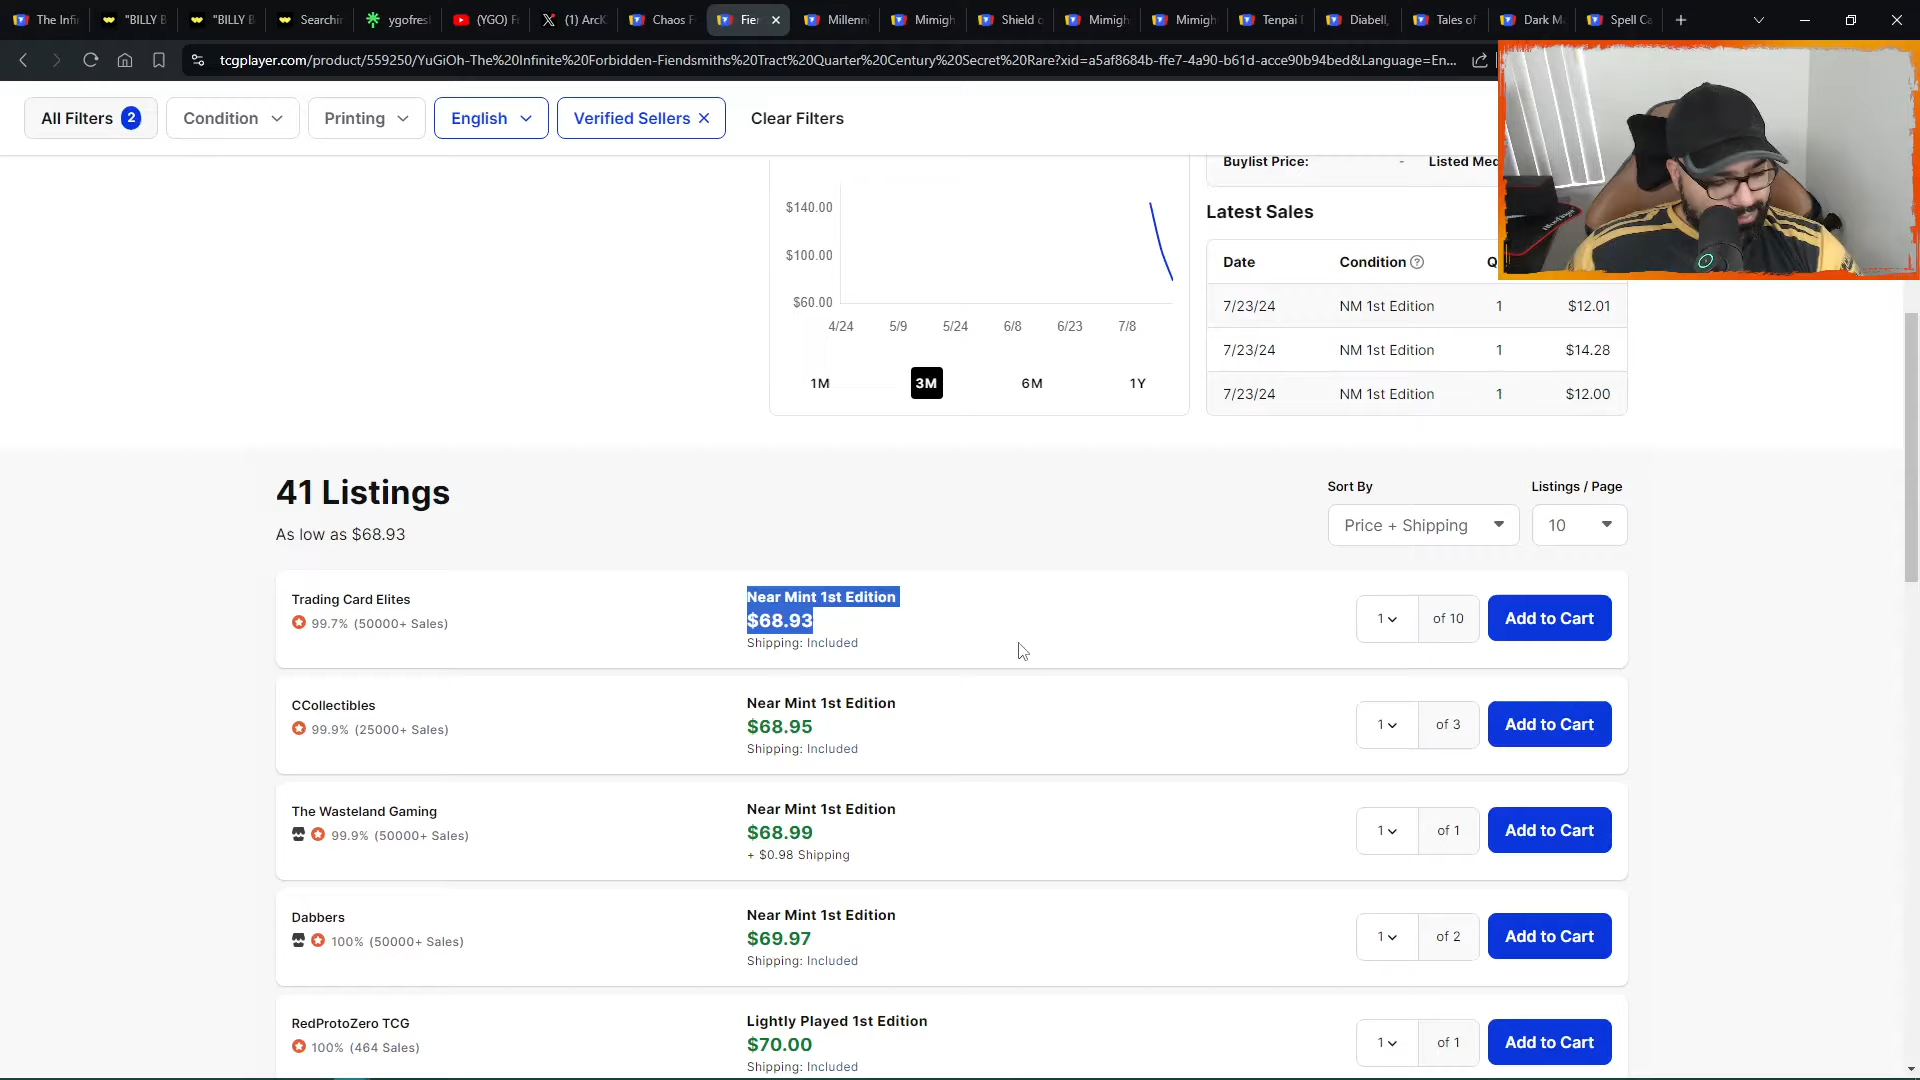 The Infi
"BILLY B
"BILLY B
Searchin
ygofres
(YGO) F
(1) Arck
Chaos F
Fien
Millenni
Mimigh
Shield o
Mimigh
Mimigh
Tenpai
Diabell,
Tales of
Dark M
Spell Ca
tcgplayer.com/product/559250/YuGiOh-The%20Infinite%20Forbidden-Fiendsmiths%20Tract%20Quarter%20Century%20Secret%20Rare?xid=a5af8684b-ffe7-4a90-b61d-acce90b94bed&Language=En...
All Filters 2
Condition
Printing
English
Verified Sellers ✕
Clear Filters
Buylist Price: - Listed Med
$140.00
$100.00
$60.00
4/24 5/9 5/24 6/8 6/23 7/8
1M 3M 6M 1Y
Latest Sales
Date Condition ? Q
7/23/24 NM 1st Edition 1 $12.01
7/23/24 NM 1st Edition 1 $14.28
7/23/24 NM 1st Edition 1 $12.00
41 Listings
As low as $68.93
Sort By
Price + Shipping
Listings / Page
10
Trading Card Elites
99.7% (50000+ Sales)
Near Mint 1st Edition
$68.93
Shipping: Included
1 of 10 Add to Cart
CCollectibles
99.9% (25000+ Sales)
Near Mint 1st Edition
$68.95
Shipping: Included
1 of 3 Add to Cart
The Wasteland Gaming
99.9% (50000+ Sales)
Near Mint 1st Edition
$68.99
+ $0.98 Shipping
1 of 1 Add to Cart
Dabbers
100% (50000+ Sales)
Near Mint 1st Edition
$69.97
Shipping: Included
1 of 2 Add to Cart
RedProtoZero TCG
100% (464 Sales)
Lightly Played 1st Edition
$70.00
Shipping: Included
1 of 1 Add to Cart